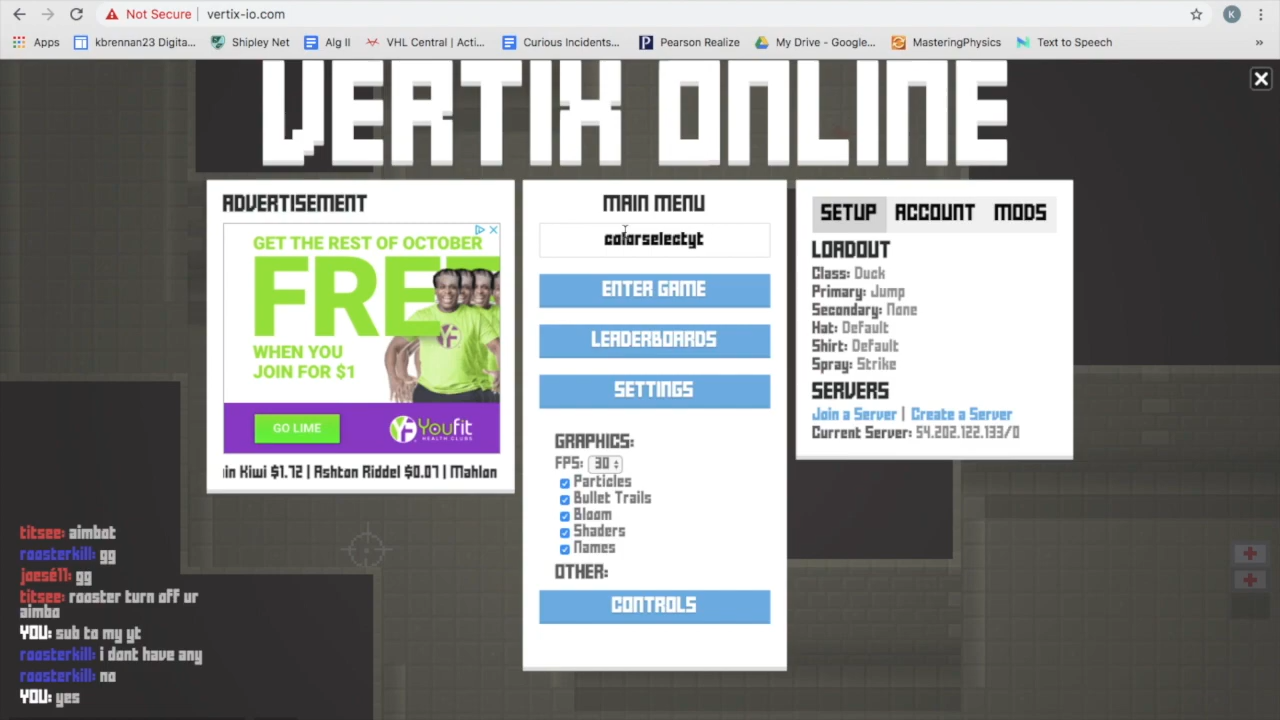 Not Secure | vertix-io.com
K
Apps
kbrennan23 Digita...
Shipley Net
Alg II
VHL Central | Acti...
Curious Incidents...
Pearson Realize
My Drive - Google...
MasteringPhysics
Text to Speech
»
VERTIX ONLINE
ADVERTISEMENT
GET THE REST OF OCTOBER
FREE
WHEN YOU
JOIN FOR $1
GO LIME
YF Youfit
HEALTH CLUBS
in Kiwi $1.72 | Ashton Riddel $0.07 | Mahlon
MAIN MENU
colorselectyt
ENTER GAME
LEADERBOARDS
SETTINGS
GRAPHICS:
FPS: 30
Particles
Bullet Trails
Bloom
Shaders
Names
OTHER:
CONTROLS
SETUP ACCOUNT MODS
LOADOUT
Class: Duck
Primary: Jump
Secondary: None
Hat: Default
Shirt: Default
Spray: Strike
SERVERS
Join a Server | Create a Server
Current Server: 54.202.122.133/0
titsee: aimbot
roosterkill: gg
joesé11: gg
titsee: rooster turn off ur
aimbo
YOU: sub to my yt
roosterkill: i dont have any
roosterkill: no
YOU: yes